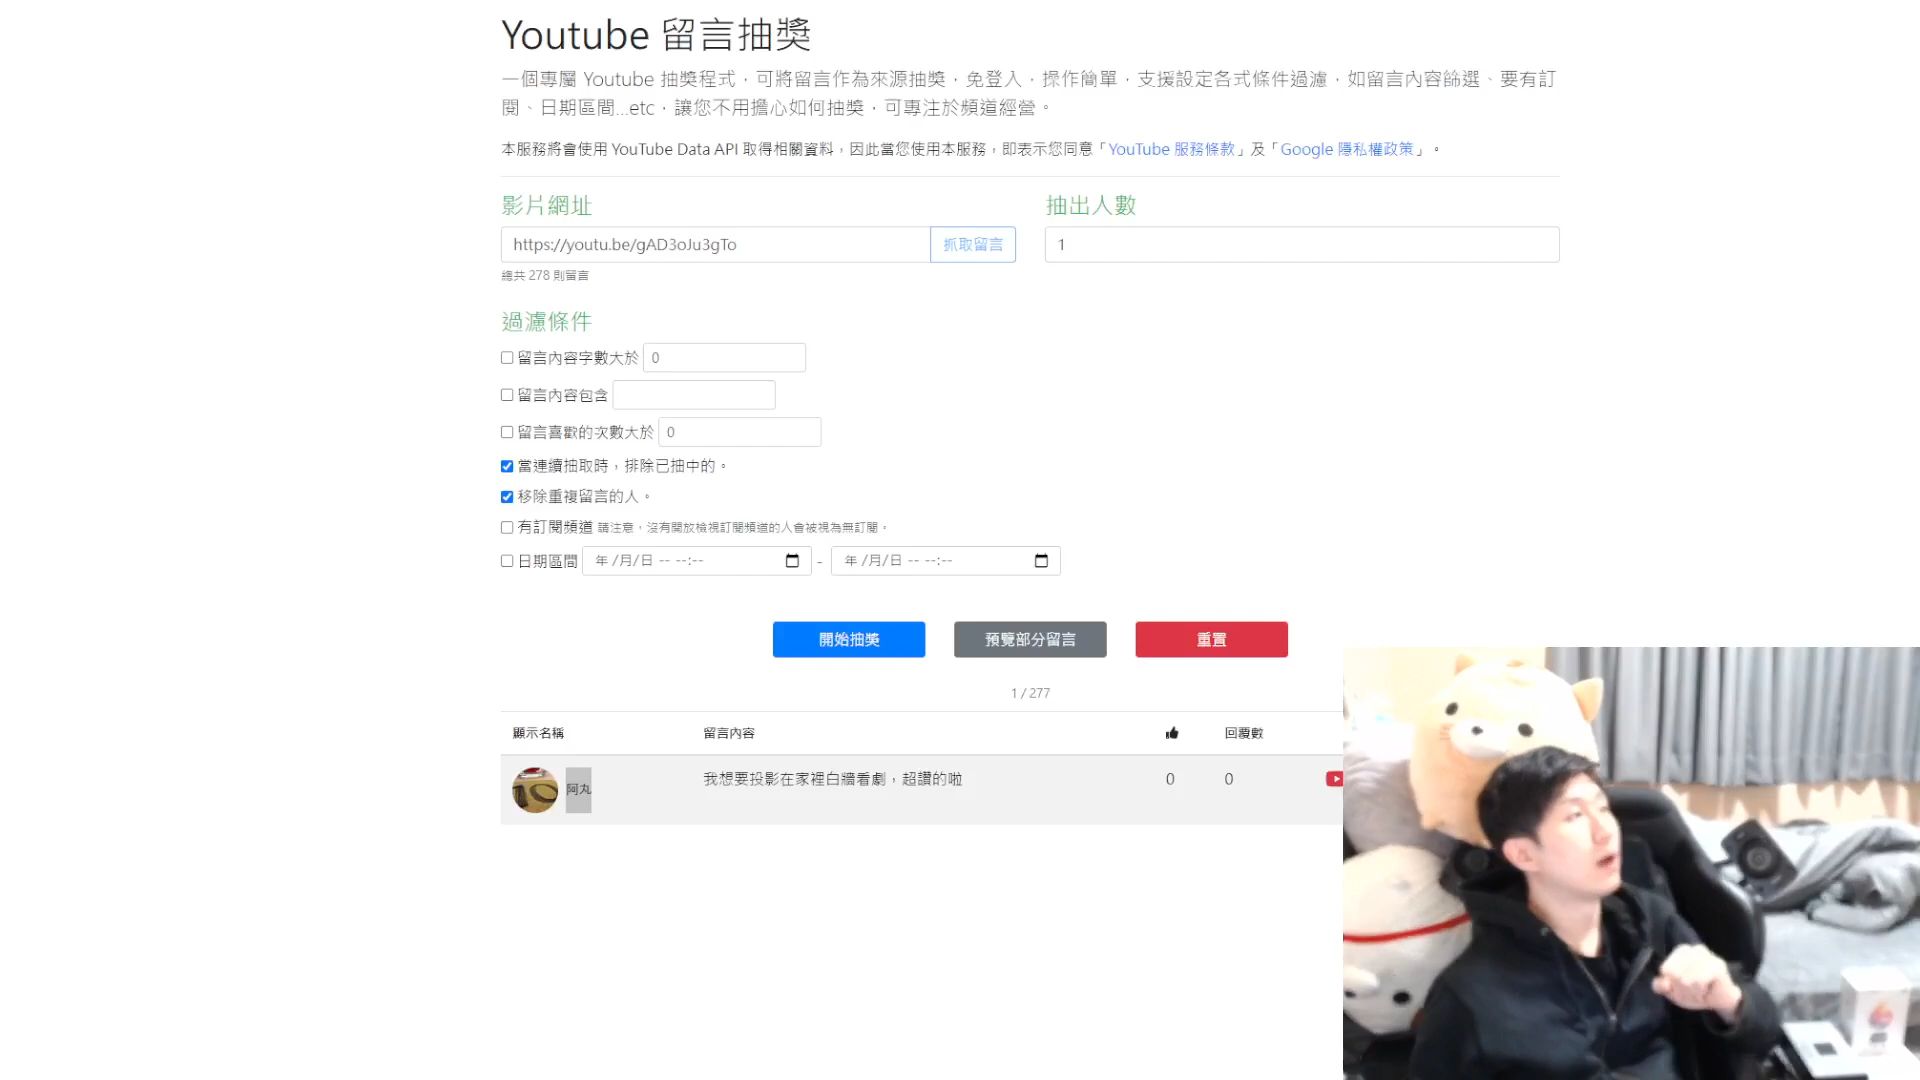 Youtube 留言抽獎
一個專屬 Youtube 抽獎程式，可將留言作為來源抽獎，免登入，操作簡單，支援設定各式條件過濾，如留言內容篩選、要有訂
閱、日期區間...etc，讓您不用擔心如何抽獎，可專注於頻道經營。
本服務將會使用 YouTube Data API 取得相關資料，因此當您使用本服務，即表示您同意「YouTube 服務條款」及「Google 隱私權政策」。
影片網址
抽出人數
https://youtu.be/gAD3oJu3gTo
抓取留言
1
總共 278 則留言
過濾條件
留言內容字數大於 0
留言內容包含
留言喜歡的次數大於 0
當連續抽取時，排除已抽中的。
移除重複留言的人。
有訂閱頻道 請注意，沒有開放檢視訂閱頻道的人會被視為無訂閱。
日期區間 年 /月/日 -- --:-- - 年 /月/日 -- --:--
開始抽獎
預覽部分留言
重置
1 / 277
顯示名稱
留言內容
回覆數
阿丸
我想要投影在家裡白牆看劇，超讚的啦
0
0